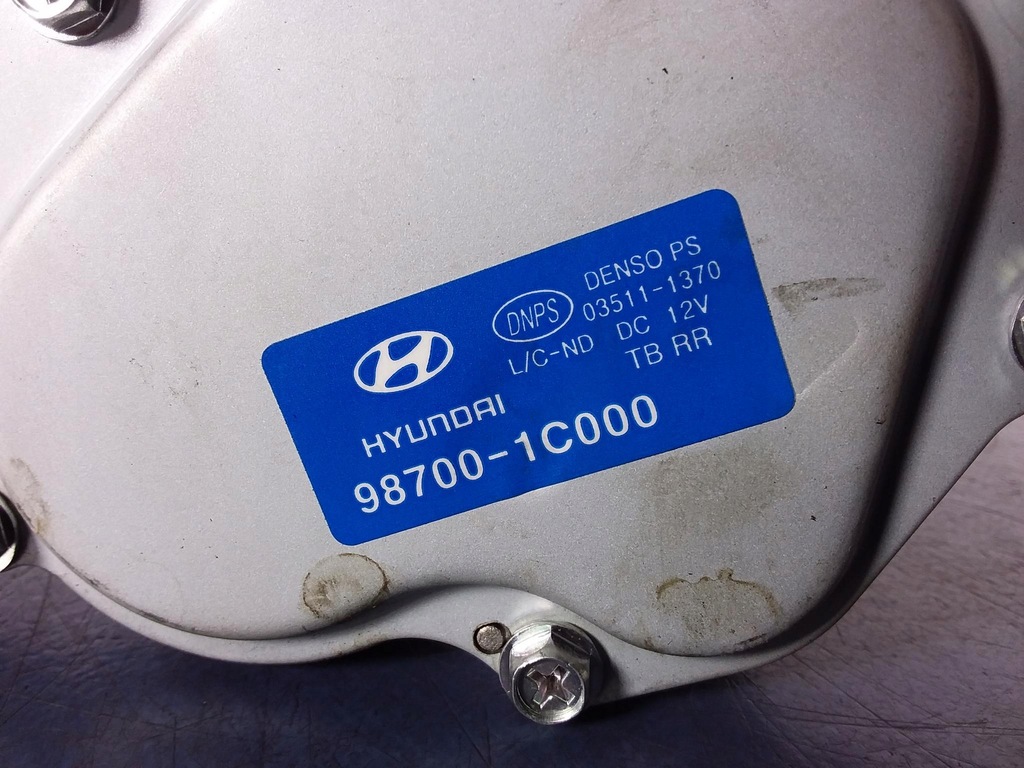 DENSO PS
DNPS 03511-1370
L/C-ND DC 12V
TB RR
HYUNDAI
98700-1C000